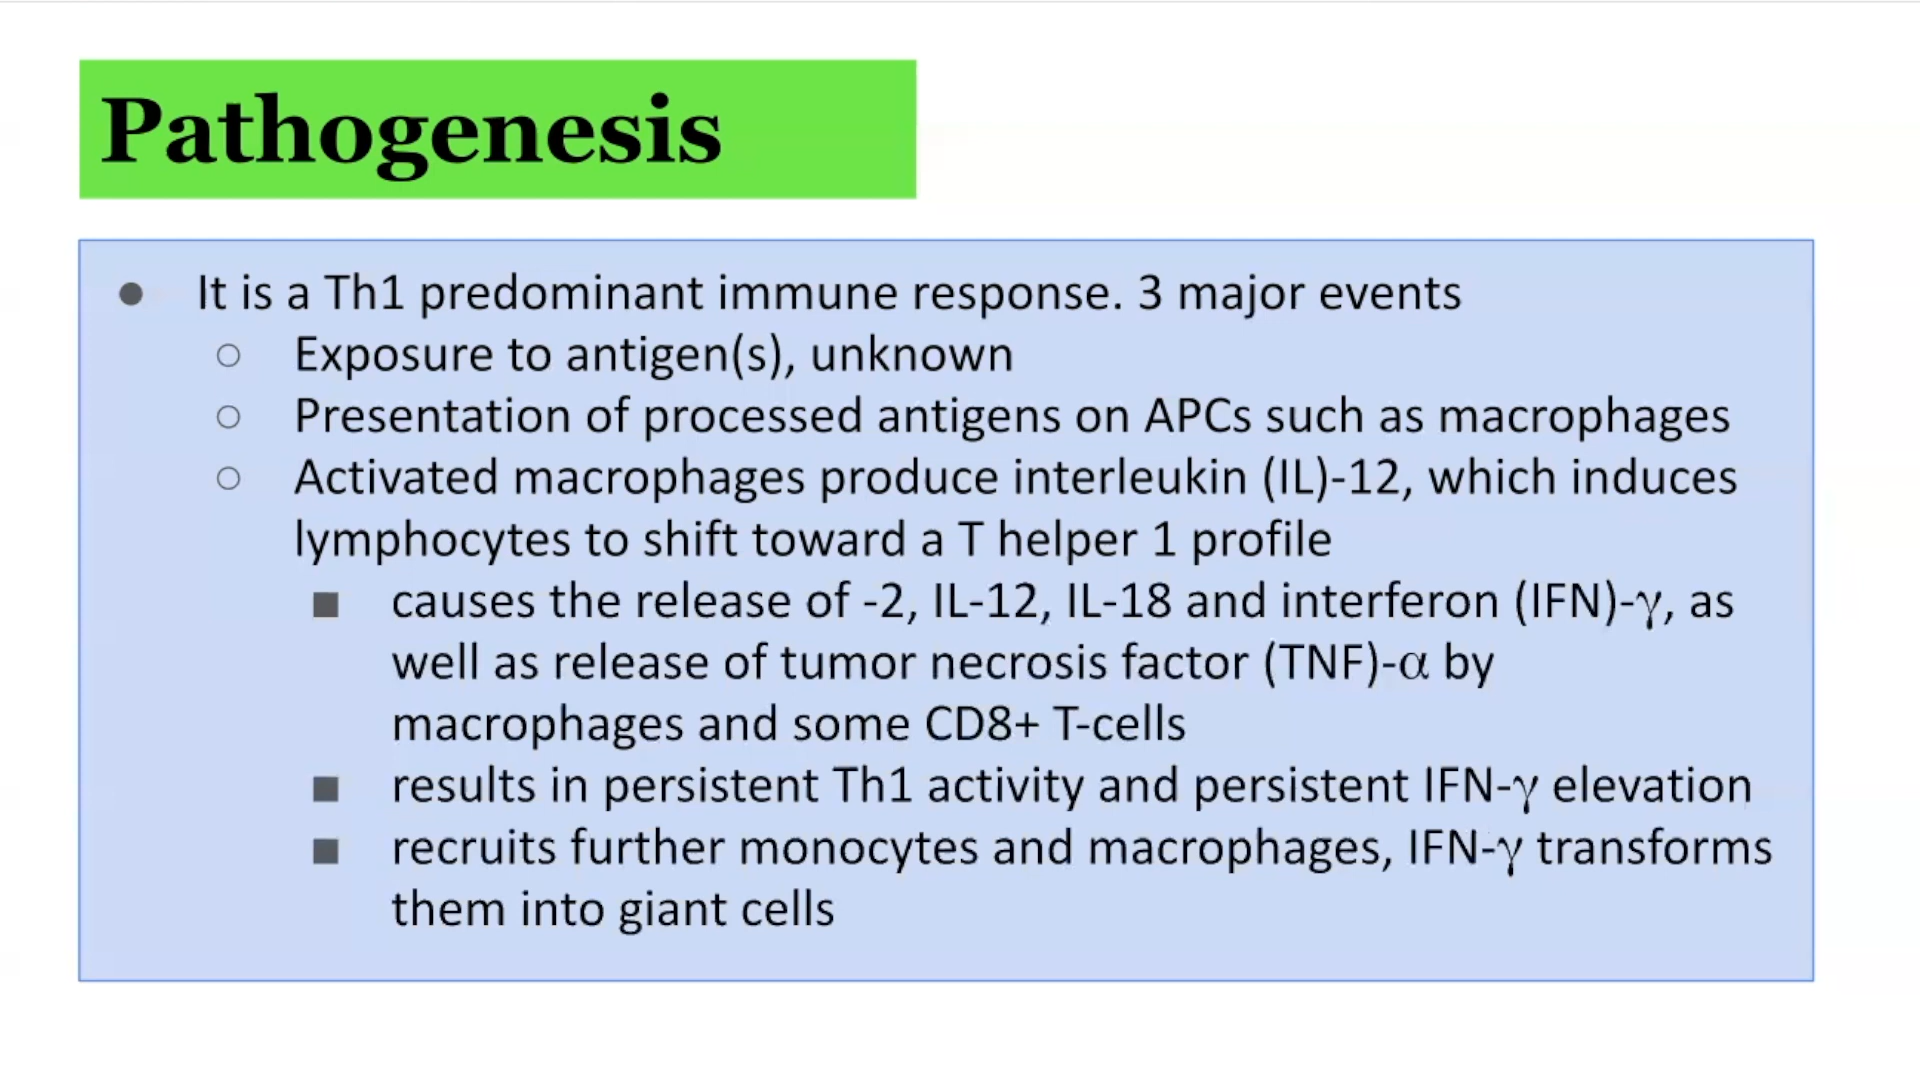 Pathogenesis
● It is a Th1 predominant immune response. 3 major events
○ Exposure to antigen(s), unknown
○ Presentation of processed antigens on APCs such as macrophages
○ Activated macrophages produce interleukin (IL)-12, which induces
lymphocytes to shift toward a T helper 1 profile
■ causes the release of -2, IL-12, IL-18 and interferon (IFN)-γ, as
well as release of tumor necrosis factor (TNF)-α by
macrophages and some CD8+ T-cells
■ results in persistent Th1 activity and persistent IFN-γ elevation
■ recruits further monocytes and macrophages, IFN-γ transforms
them into giant cells